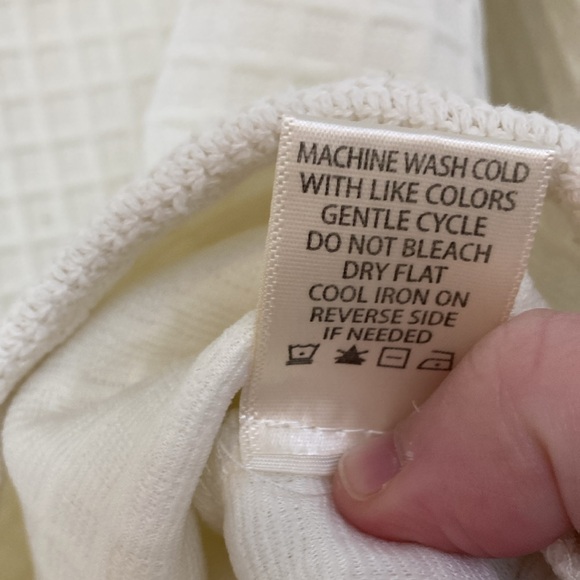 MACHINE WASH COLD
WITH LIKE COLORS
GENTLE CYCLE
DO NOT BLEACH
DRY FLAT
COOL IRON ON
REVERSE SIDE
IF NEEDED